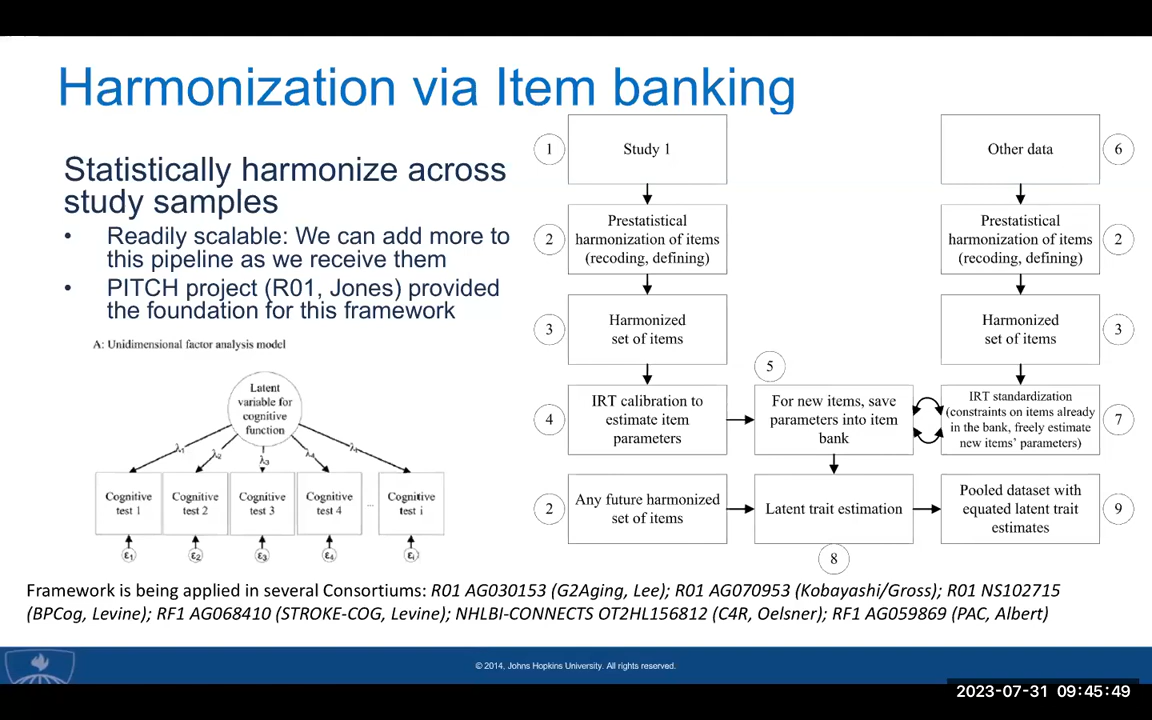 Harmonization via Item banking
Statistically harmonize across
study samples
• Readily scalable: We can add more to
this pipeline as we receive them
• PITCH project (R01, Jones) provided
the foundation for this framework
A: Unidimensional factor analysis model
Latent
variable for
cognitive
function
λ1
λ2
λ3
λ4
Cognitive
test 1
Cognitive
test 2
Cognitive
test 3
Cognitive
test 4
...
Cognitive
test i
ε1
ε2
ε3
ε4
εi
1
Study 1
2
Prestatistical
harmonization of items
(recoding, defining)
3
Harmonized
set of items
4
IRT calibration to
estimate item
parameters
5
For new items, save
parameters into item
bank
6
Other data
2
Prestatistical
harmonization of items
(recoding, defining)
3
Harmonized
set of items
7
IRT standardization
(constraints on items already
in the bank, freely estimate
new items' parameters)
2
Any future harmonized
set of items
Latent trait estimation
8
Pooled dataset with
equated latent trait
estimates
9
Framework is being applied in several Consortiums: R01 AG030153 (G2Aging, Lee); R01 AG070953 (Kobayashi/Gross); R01 NS102715
(BPCog, Levine); RF1 AG068410 (STROKE-COG, Levine); NHLBI-CONNECTS OT2HL156812 (C4R, Oelsner); RF1 AG059869 (PAC, Albert)
© 2014, Johns Hopkins University. All rights reserved.
2023-07-31 09:45:49